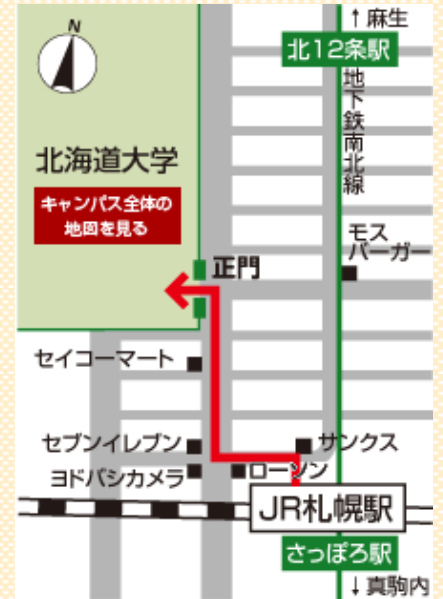 ↑麻生
N
北12条駅
地下鉄南北線
北海道大学
キャンパス全体の
地図を見る
モス
バーガー
正門
セイコーマート
セブンイレブン
サンクス
ヨドバシカメラ
ローソン
JR札幌駅
さっぽろ駅
↓真駒内